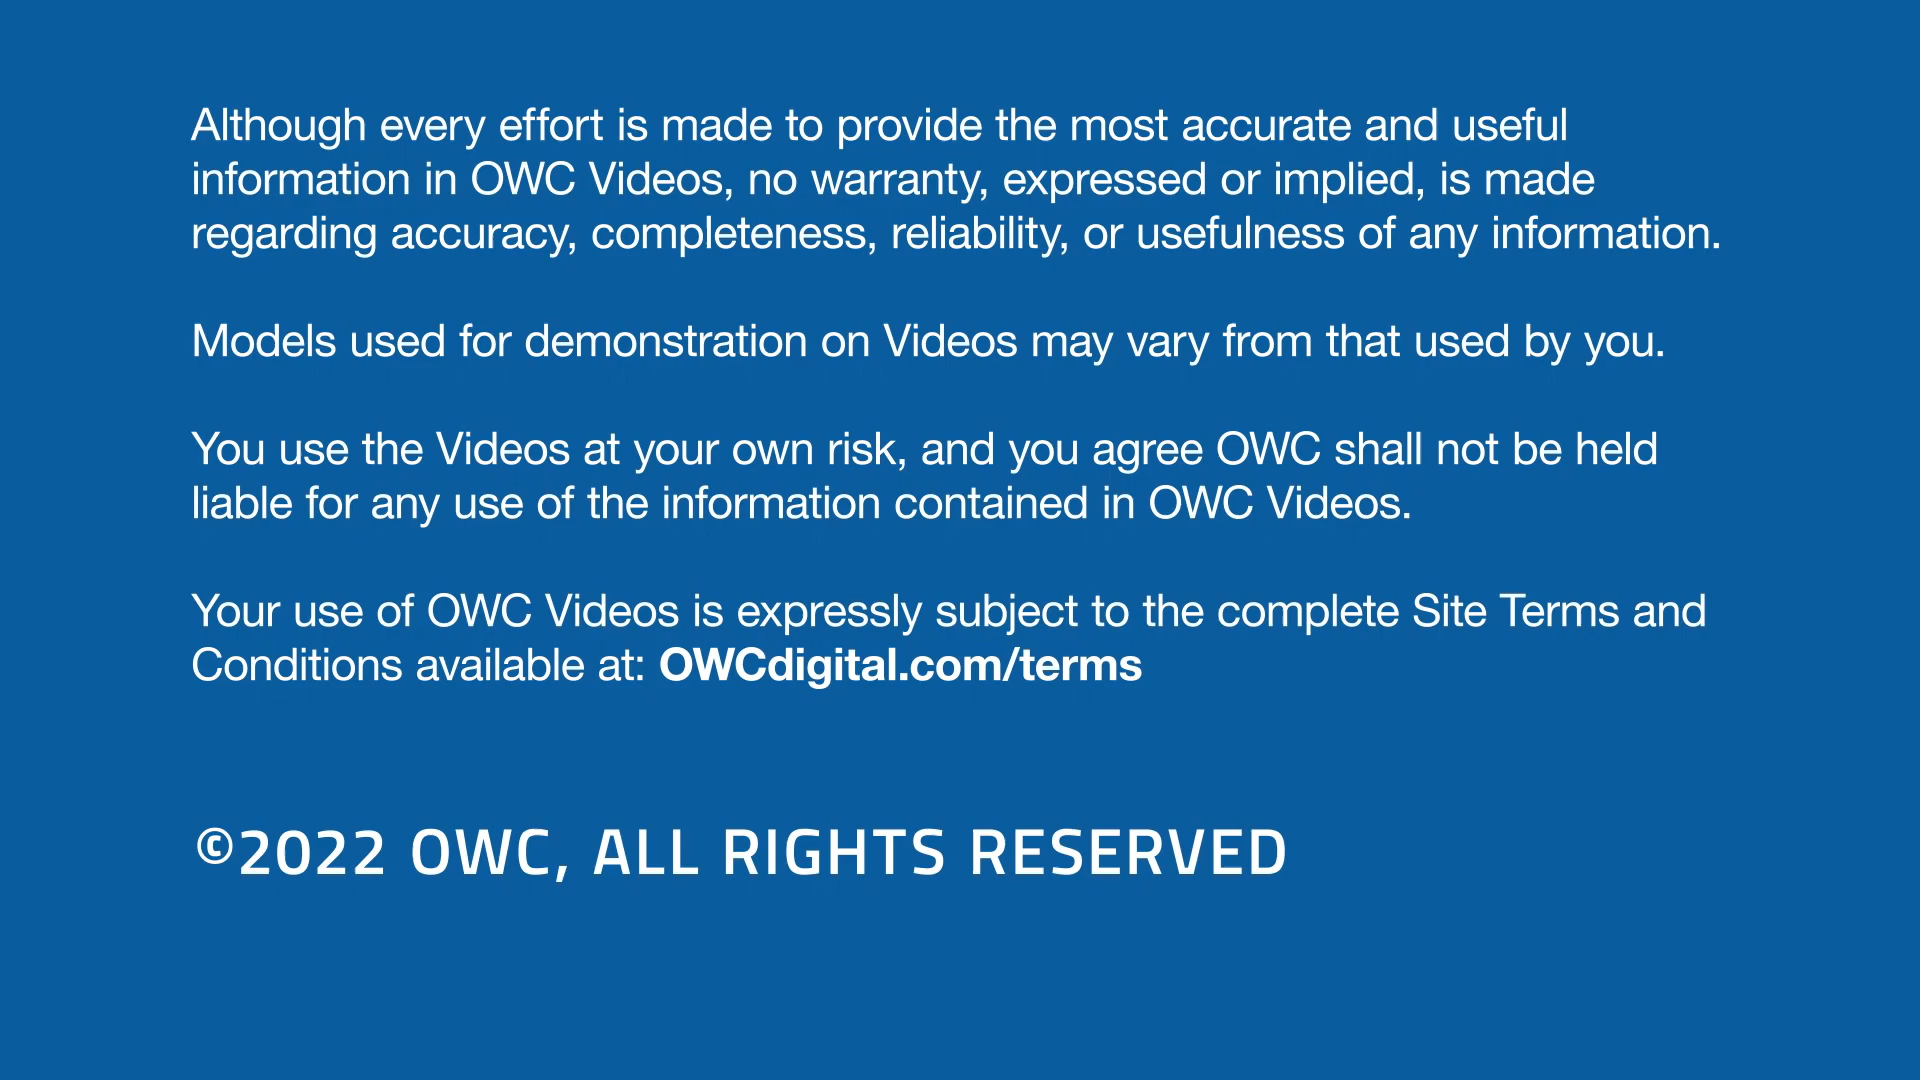 Although every effort is made to provide the most accurate and useful
information in OWC Videos, no warranty, expressed or implied, is made
regarding accuracy, completeness, reliability, or usefulness of any information.
Models used for demonstration on Videos may vary from that used by you.
You use the Videos at your own risk, and you agree OWC shall not be held
liable for any use of the information contained in OWC Videos.
Your use of OWC Videos is expressly subject to the complete Site Terms and
Conditions available at: OWCdigital.com/terms
©2022 OWC, ALL RIGHTS RESERVED